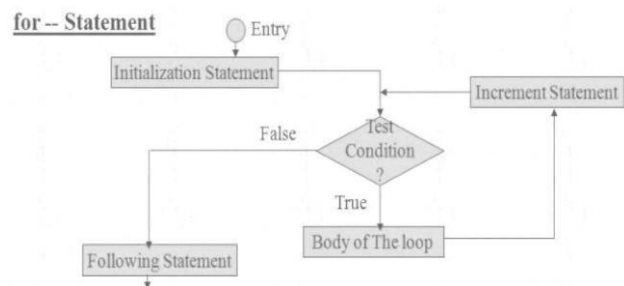 for -- Statement
Entry
Initialization Statement
Increment Statement
Test
Condition
?
False
True
Body of The loop
Following Statement